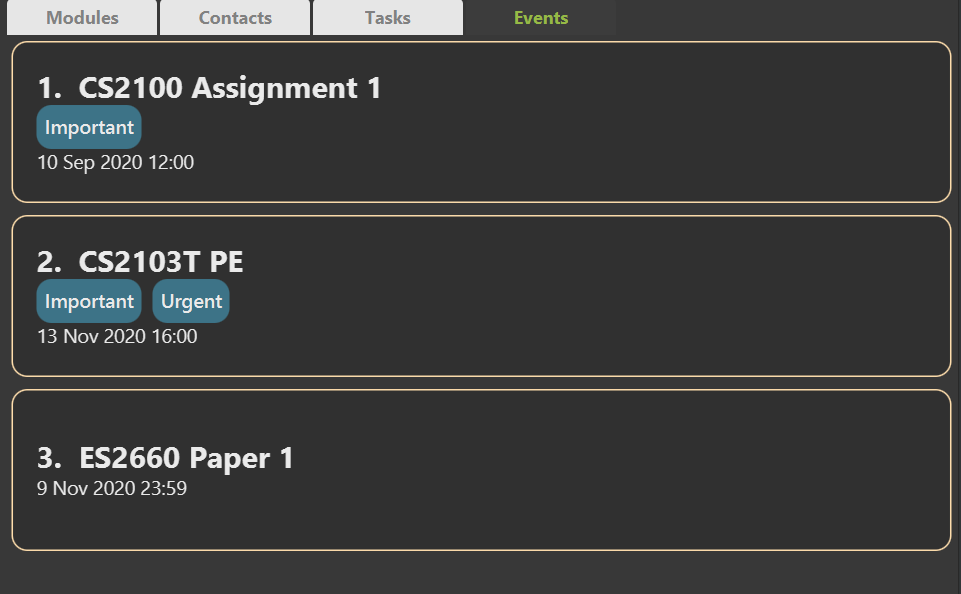 Modules Contacts Tasks Events
1. CS2100 Assignment 1
Important
10 Sep 2020 12:00
2. CS2103T PE
Important Urgent
13 Nov 2020 16:00
3. ES2660 Paper 1
9 Nov 2020 23:59